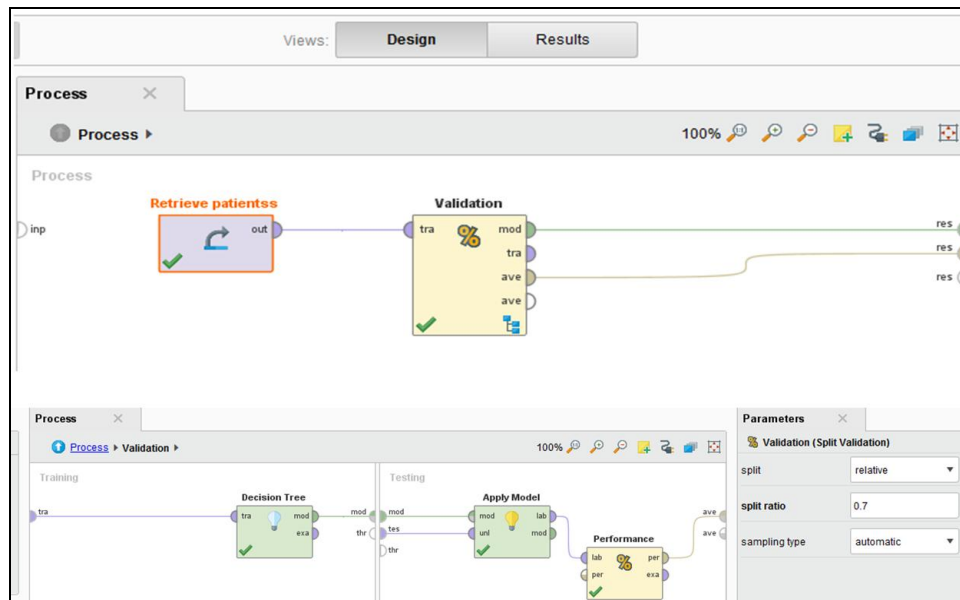 Views: Design Results
Process
Process
100%
Process
Retrieve patientss
Validation
inp
out
tra
mod
tra
ave
ave
res
res
res
Process
Process Validation
100%
Training
Testing
tra
Decision Tree
tra
mod
exa
mod
thr
mod
tes
thr
Apply Model
mod
unl
lab
mod
Performance
lab
per
per
exa
ave
ave
Parameters
Validation (Split Validation)
split relative
split ratio 0.7
sampling type automatic